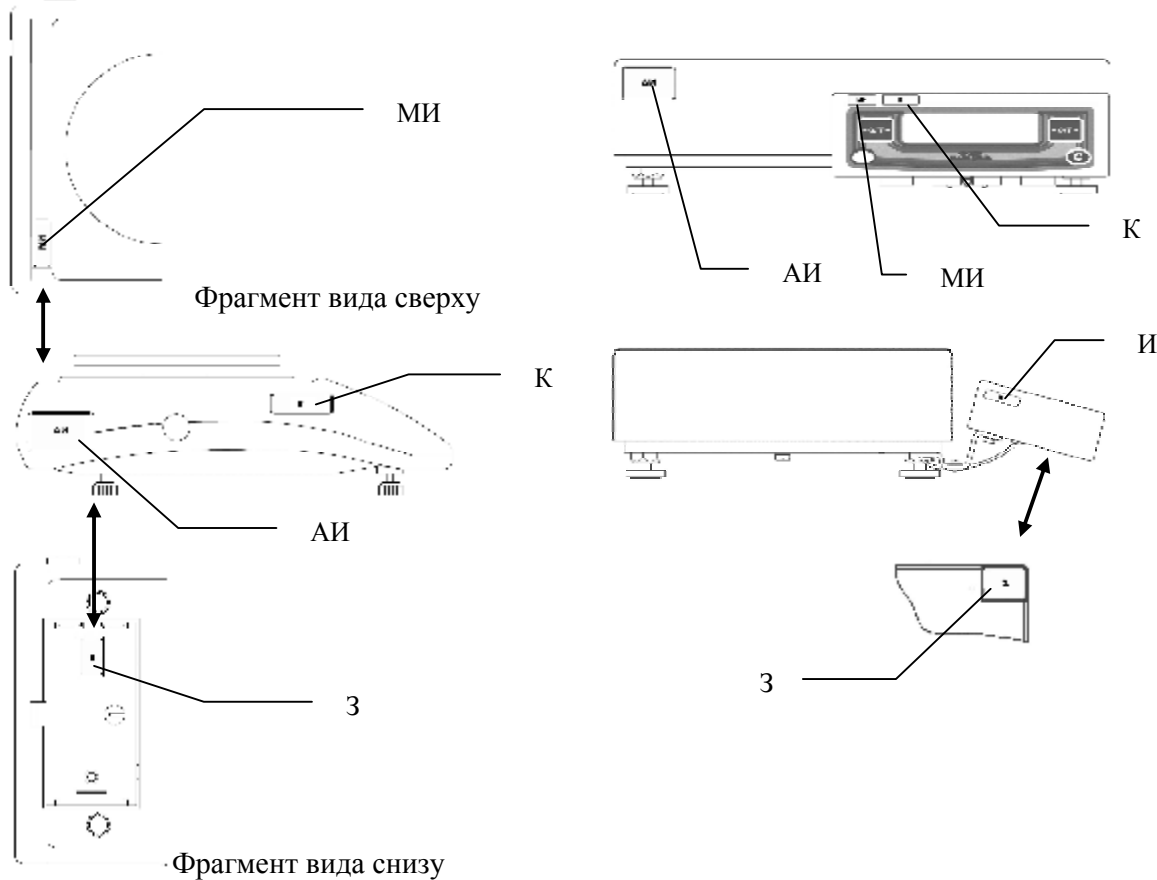 МИ
Фрагмент вида сверху
К
АИ
З
Фрагмент вида снизу
К
АИ
МИ
И
З